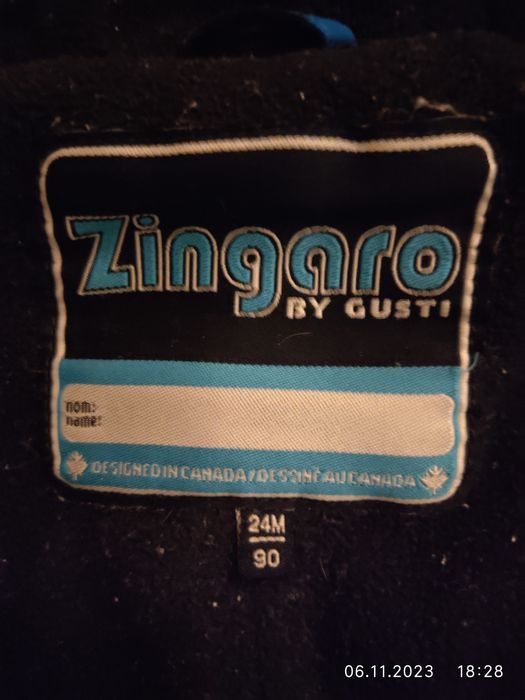 Zingaro
BY GUSTI
nom:
name:
DESIGNED IN CANADA / DESSINÉ AU CANADA
24M
90
06.11.2023 18:28